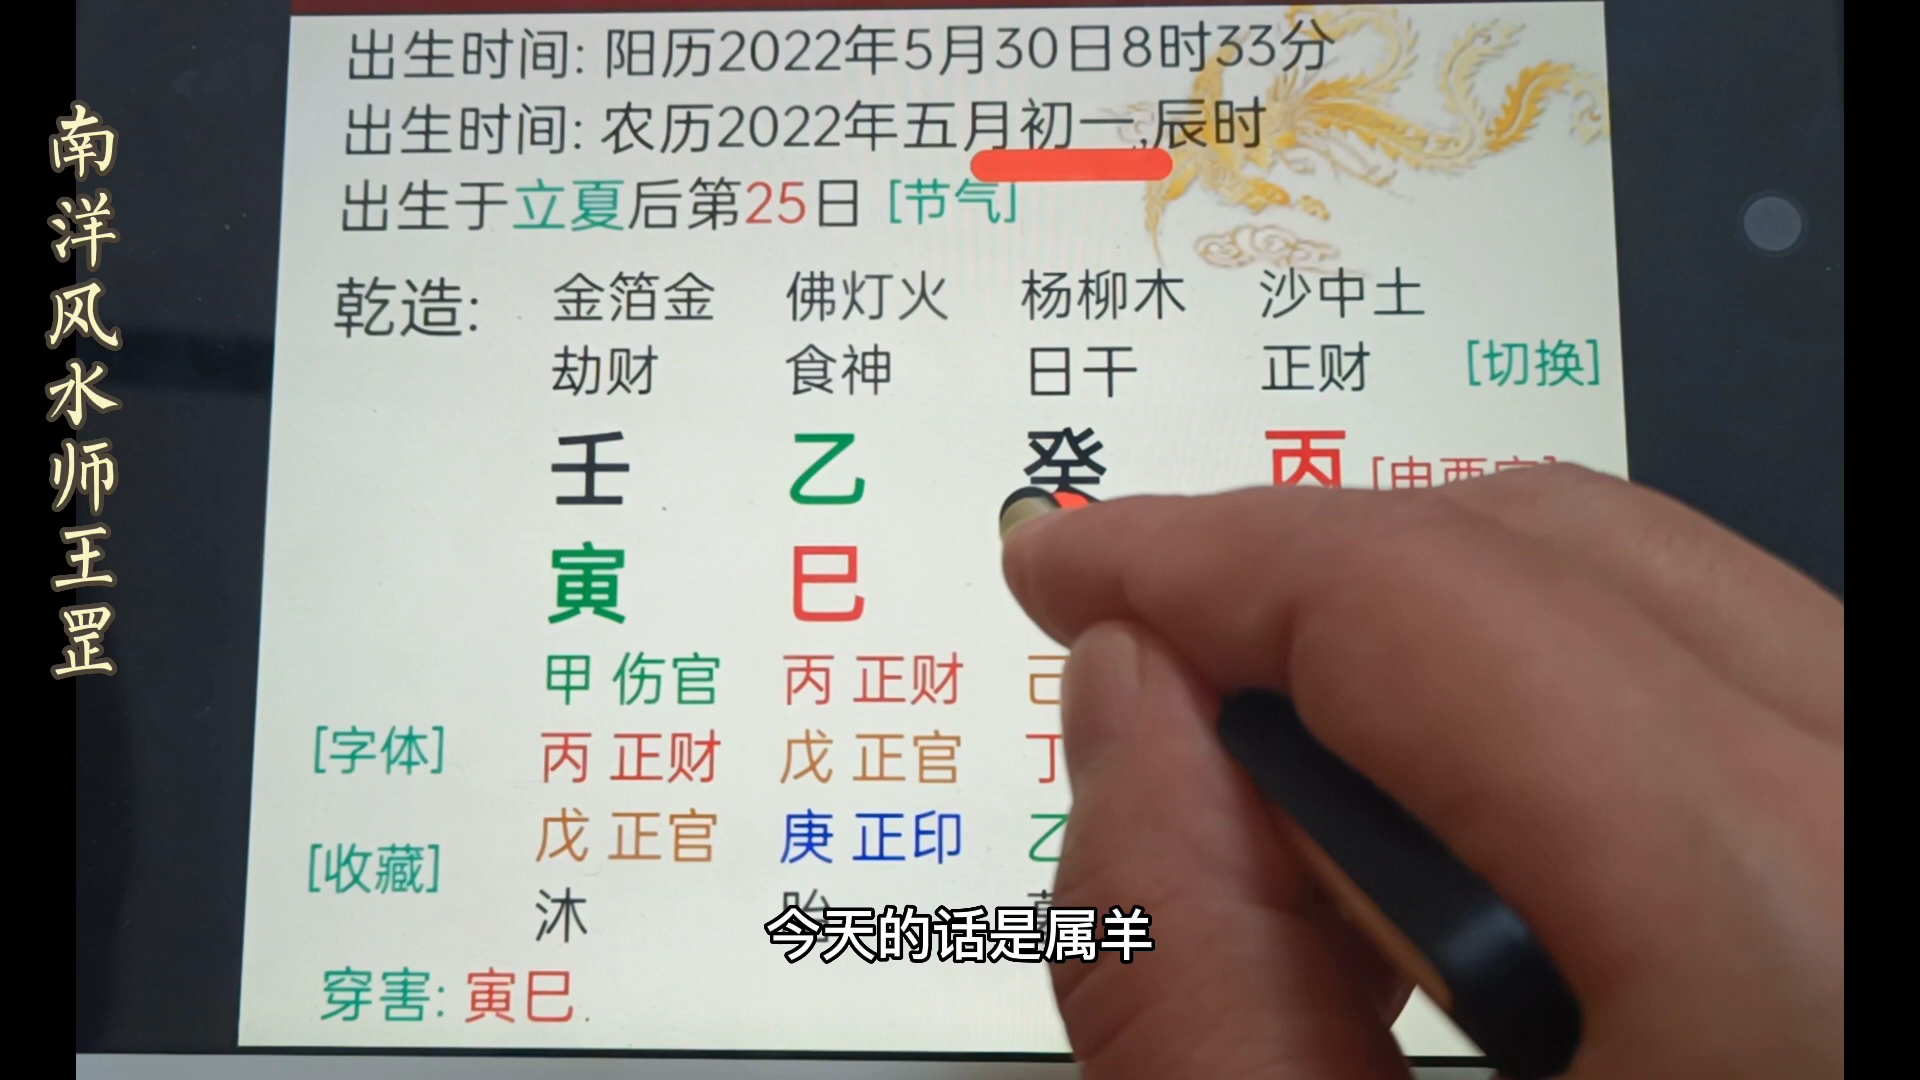 南洋风水师王罡
出生时间: 阳历2022年5月30日8时33分
出生时间: 农历2022年五月初一,辰时
出生于立夏后第25日 [节气]
乾造: 金箔金 佛灯火 杨柳木 沙中土
劫财 食神 日干 正财 [切换]
壬 乙 癸 丙
寅 巳
甲 伤官 丙 正财 己
[字体] 丙 正财 戊 正官 丁
戊 正官 庚 正印 乙
[收藏]
沐
今天的话是属羊
穿害: 寅巳